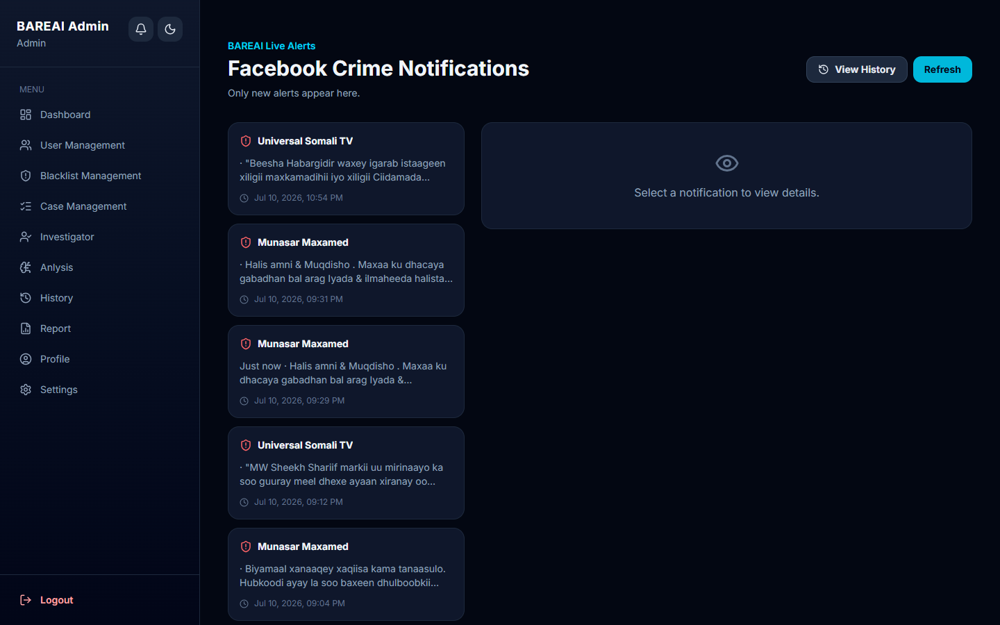 BAREAI Admin
Admin
MENU
Dashboard
User Management
Blacklist Management
Case Management
Investigator
Anlysis
History
Report
Profile
Settings
Logout
BAREAI Live Alerts
Facebook Crime Notifications
Only new alerts appear here.
View History
Refresh
Universal Somali TV
· "Beesha Habargidir waxey igarab istaageen
xiligii maxkamadihii iyo xiligii Ciidamada...
Jul 10, 2026, 10:54 PM
Munasar Maxamed
· Halis amni & Muqdisho . Maxaa ku dhacaya
gabadhan bal arag Iyada & ilmaheeda halista...
Jul 10, 2026, 09:31 PM
Munasar Maxamed
Just now · Halis amni & Muqdisho . Maxaa ku
dhacaya gabadhan bal arag Iyada &...
Jul 10, 2026, 09:29 PM
Universal Somali TV
· "MW Sheekh Shariif markii uu mirinaayo ka
soo guuray meel dhexe ayaan xiranay oo...
Jul 10, 2026, 09:12 PM
Munasar Maxamed
· Biyamaal xanaaqey xaqiisa kama tanaasulo.
Hubkoodi ayay la soo baxeen dhulboobkii...
Jul 10, 2026, 09:04 PM
Select a notification to view details.